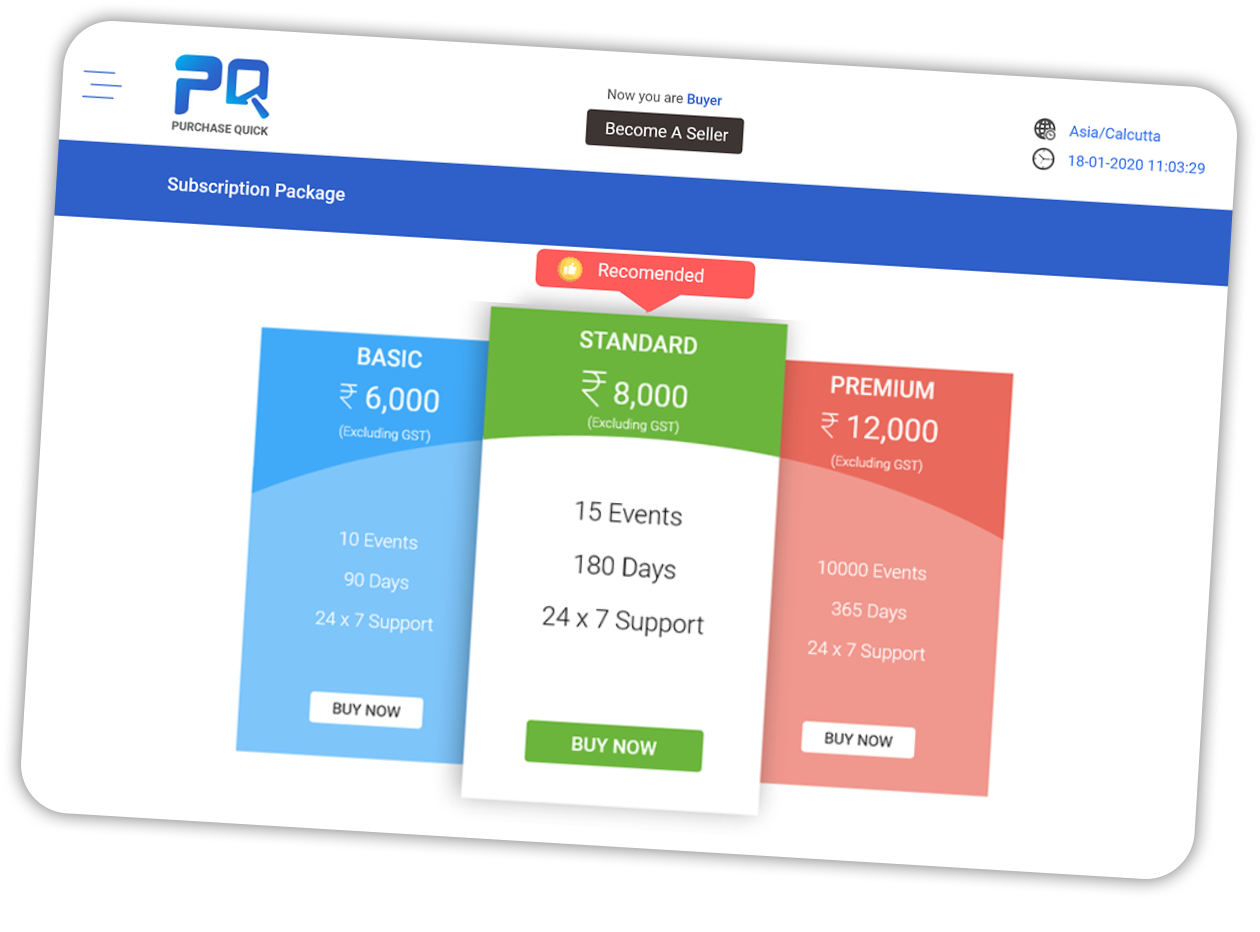 PQ
PURCHASE QUICK
Now you are Buyer
Become A Seller
Asia/Calcutta
18-01-2020 11:03:29
Subscription Package
Recomended
BASIC
₹ 6,000
(Excluding GST)
10 Events
90 Days
24 x 7 Support
BUY NOW
STANDARD
₹ 8,000
(Excluding GST)
15 Events
180 Days
24 x 7 Support
BUY NOW
PREMIUM
₹ 12,000
(Excluding GST)
10000 Events
365 Days
24 x 7 Support
BUY NOW